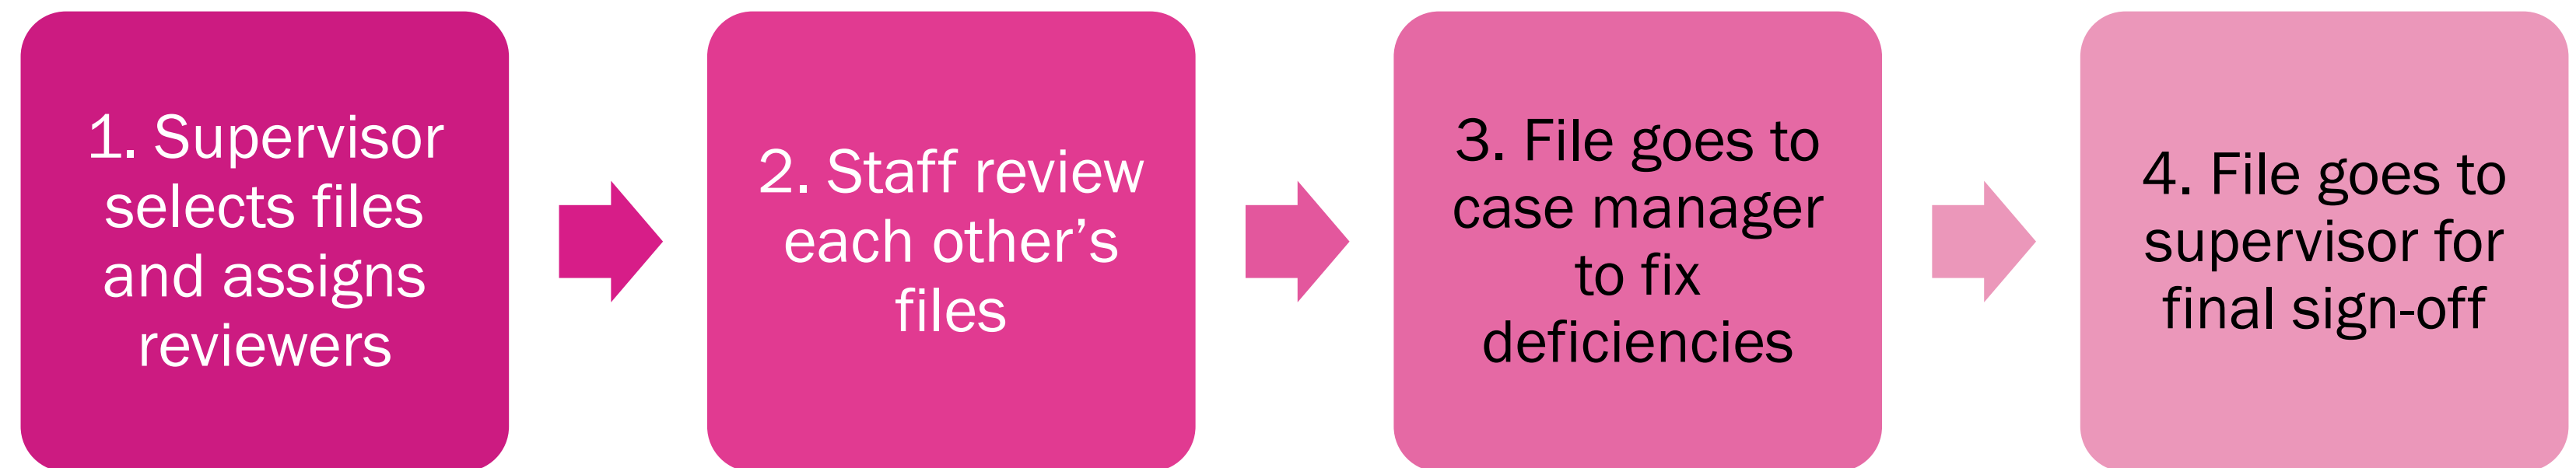 1. Supervisor
selects files
and assigns
reviewers
2. Staff review
each other’s
files
3. File goes to
case manager
to fix
deficiencies
4. File goes to
supervisor for
final sign-off